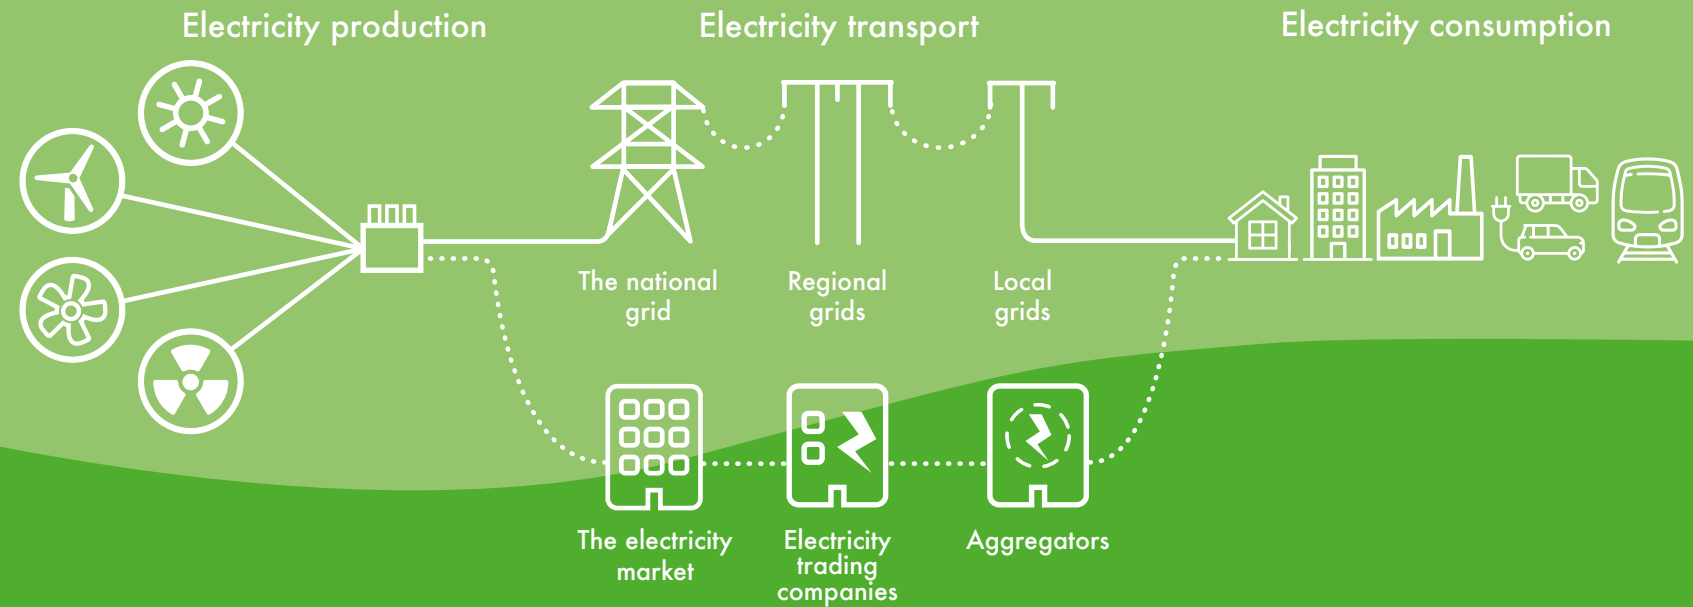 Electricity production
Electricity transport
Electricity consumption
The national
grid
Regional
grids
Local
grids
The electricity
market
Electricity
trading
companies
Aggregators